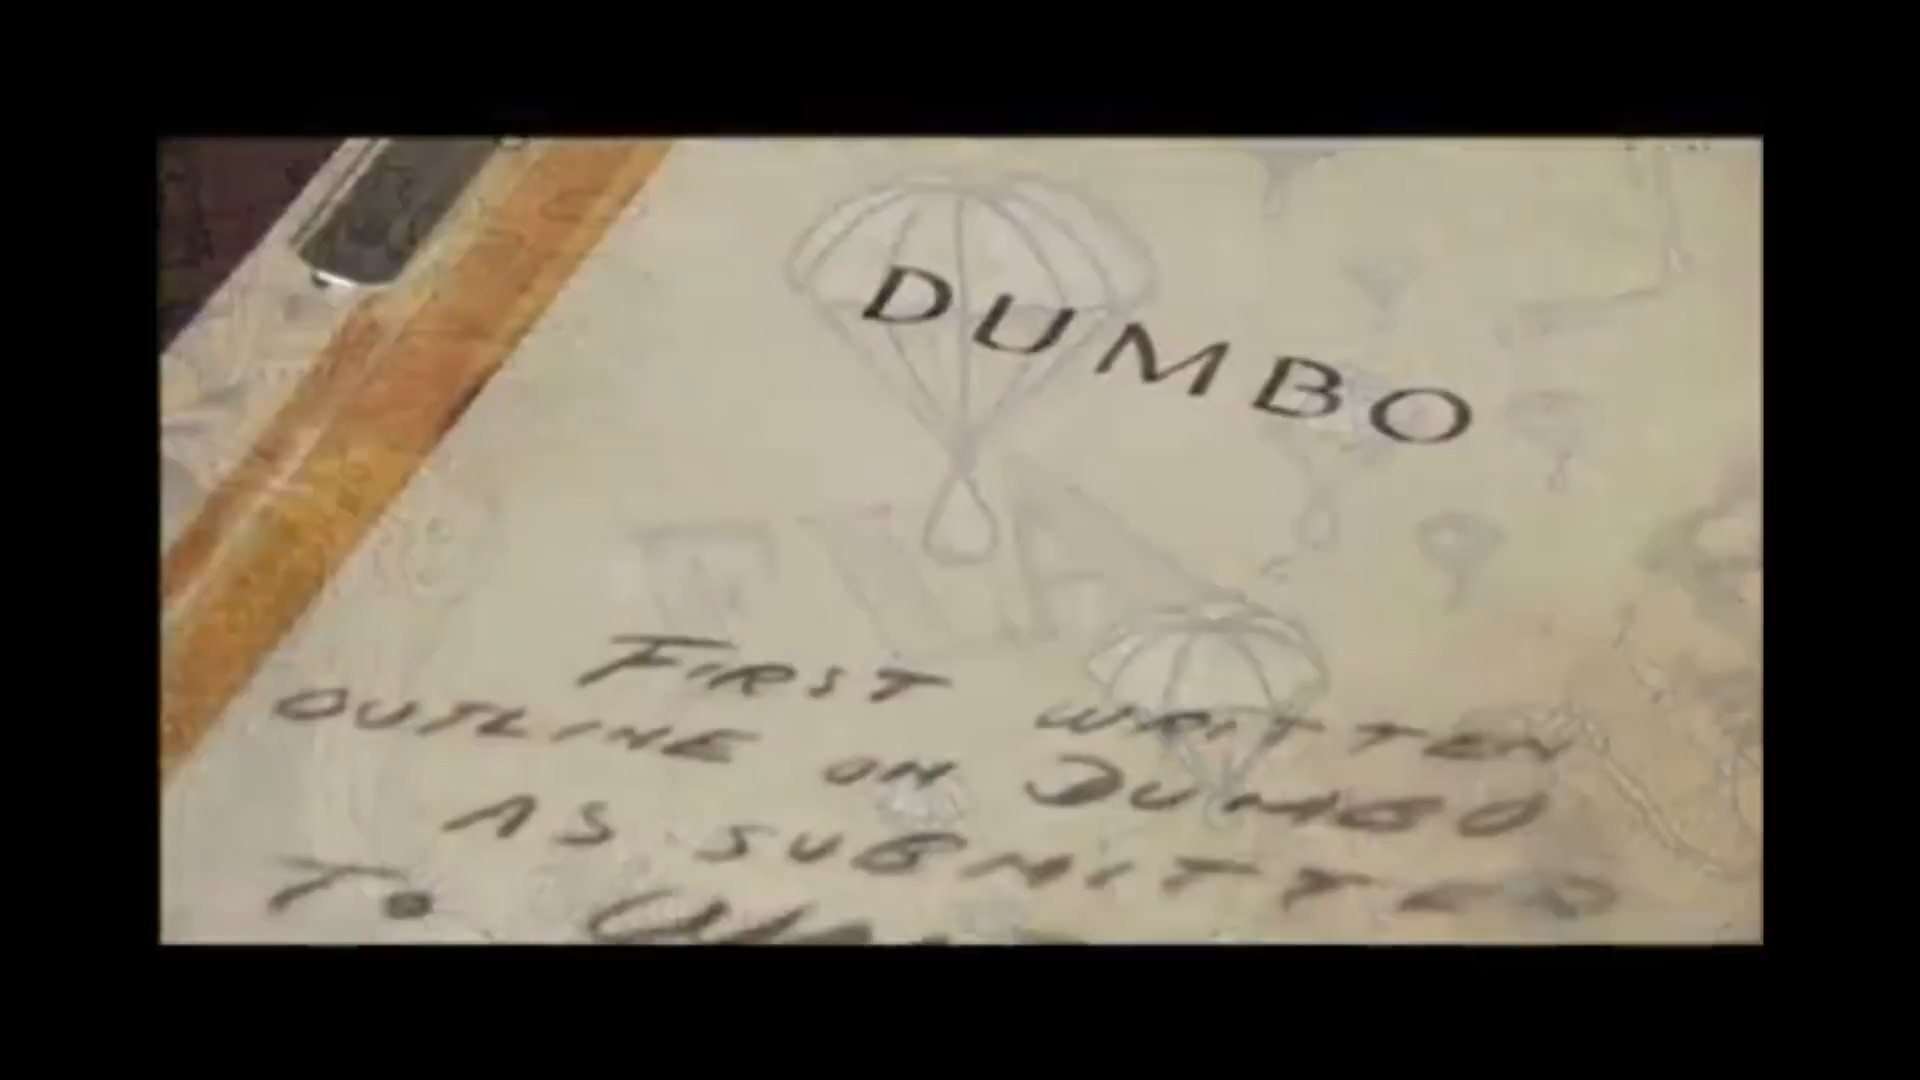 DUMBO
FIRST WRITTEN
OUTLINE ON DUMBO
AS SUBMITTED
TO